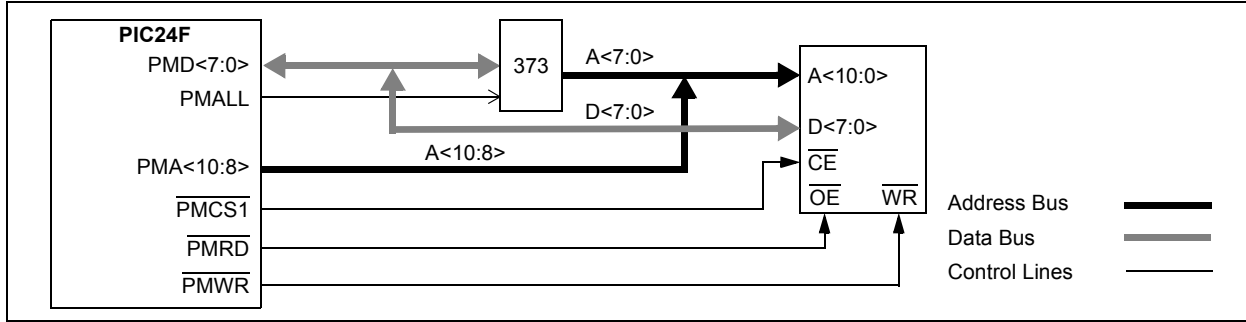 PIC24F
PMD<7:0>
373
A<7:0>
A<10:0>
PMALL
D<7:0>
D<7:0>
A<10:8>
PMA<10:8>
CE
PMCS1
OE WR
Address Bus
PMRD
Data Bus
PMWR
Control Lines